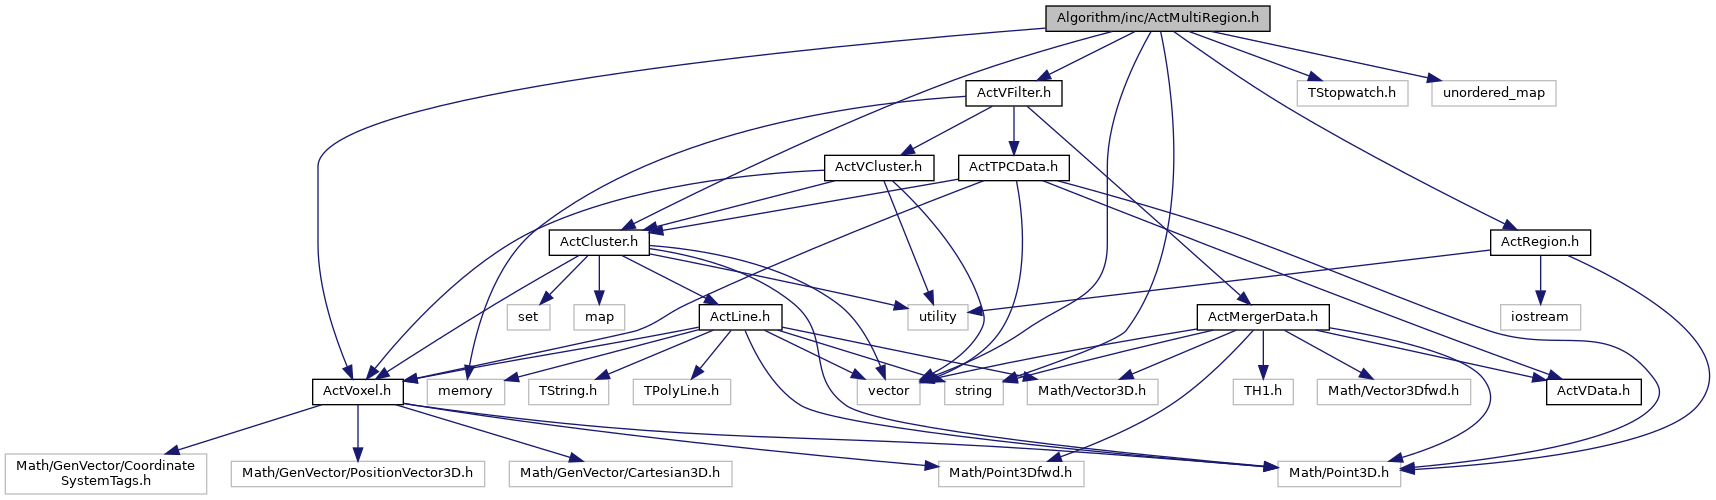 Algorithm/inc/ActMultiRegion.h
ActVFilter.h
TStopwatch.h
unordered_map
ActVCluster.h
ActTPCData.h
ActCluster.h
ActRegion.h
set
map
ActLine.h
utility
ActMergerData.h
iostream
ActVoxel.h
memory
TString.h
TPolyLine.h
vector
string
Math/Vector3D.h
TH1.h
Math/Vector3Dfwd.h
ActVData.h
Math/GenVector/Coordinate
SystemTags.h
Math/GenVector/PositionVector3D.h
Math/GenVector/Cartesian3D.h
Math/Point3Dfwd.h
Math/Point3D.h